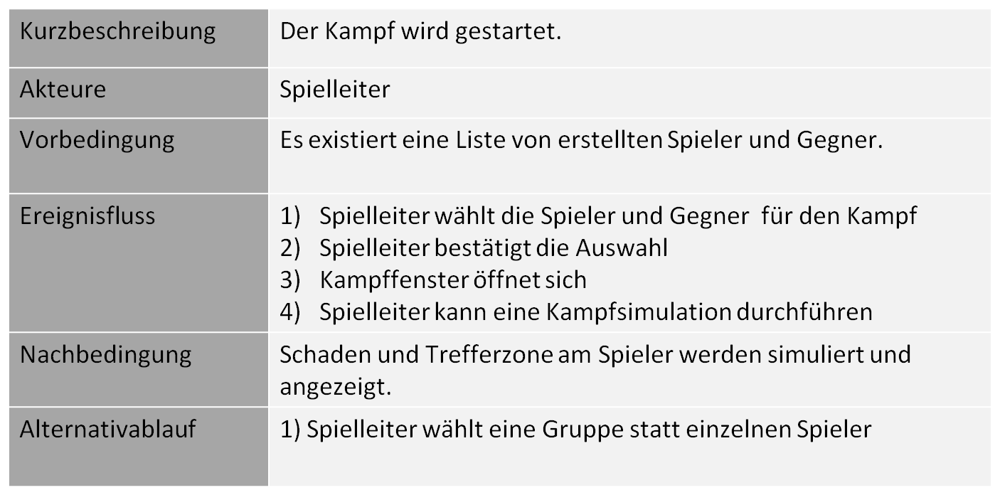 Kurzbeschreibung
Der Kampf wird gestartet.
Akteure
Spielleiter
Vorbedingung
Es existiert eine Liste von erstellten Spieler und Gegner.
Ereignisfluss
1) Spielleiter wählt die Spieler und Gegner für den Kampf
2) Spielleiter bestätigt die Auswahl
3) Kampffenster öffnet sich
4) Spielleiter kann eine Kampfsimulation durchführen
Nachbedingung
Schaden und Trefferzone am Spieler werden simuliert und
angezeigt.
Alternativablauf
1) Spielleiter wählt eine Gruppe statt einzelnen Spieler